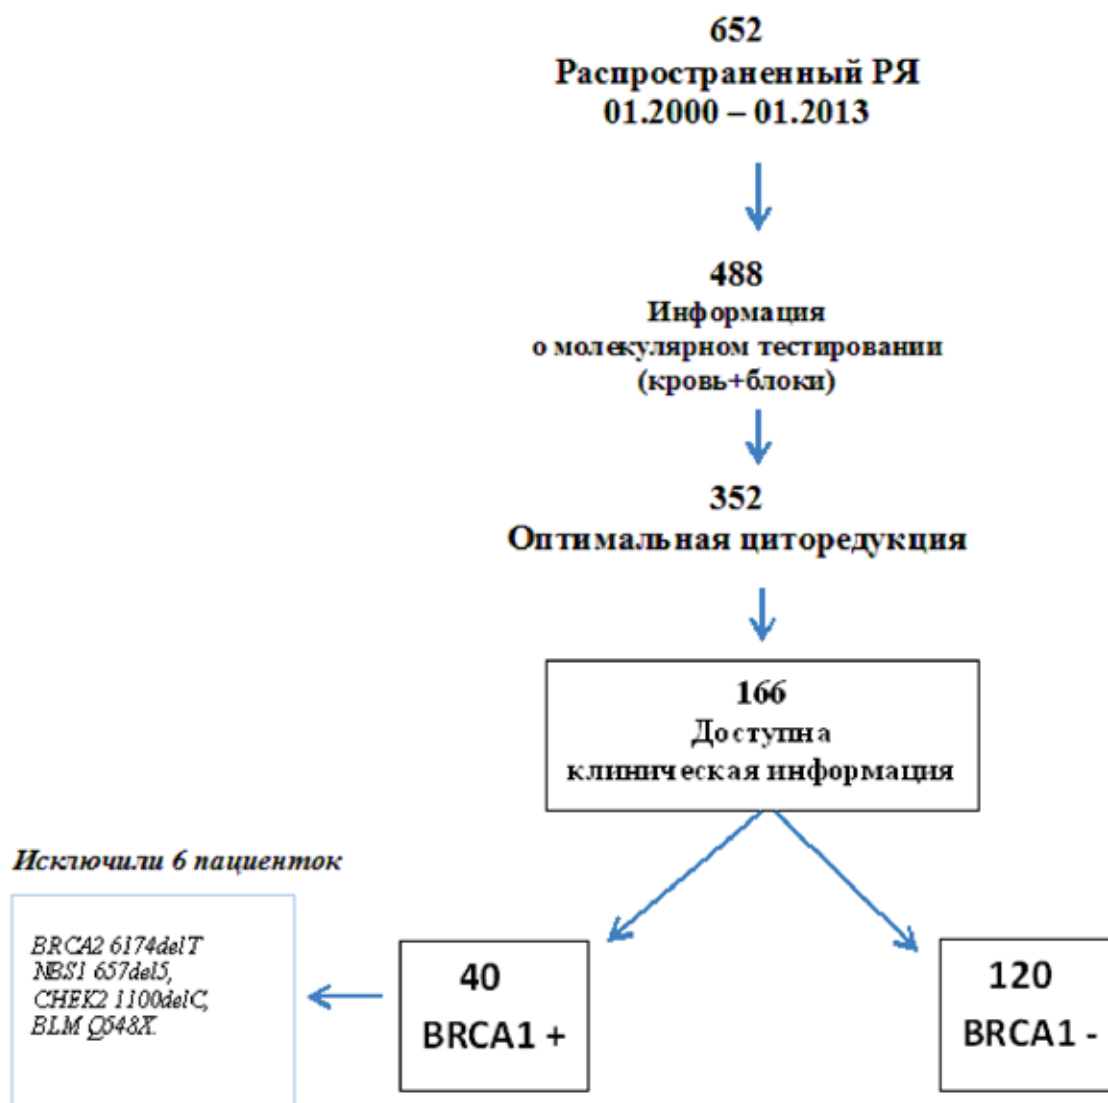 652
Распространенный РЯ
01.2000 – 01.2013
488
Информация
о молекулярном тестировании
(кровь+блоки)
352
Оптимальная циторедукция
166
Доступна
клиническая информация
Исключили 6 пациенток
BRCA2 6174delT
NBS1 657del5,
CHEK2 1100delC,
BLM Q548X.
40
BRCA1 +
120
BRCA1 -